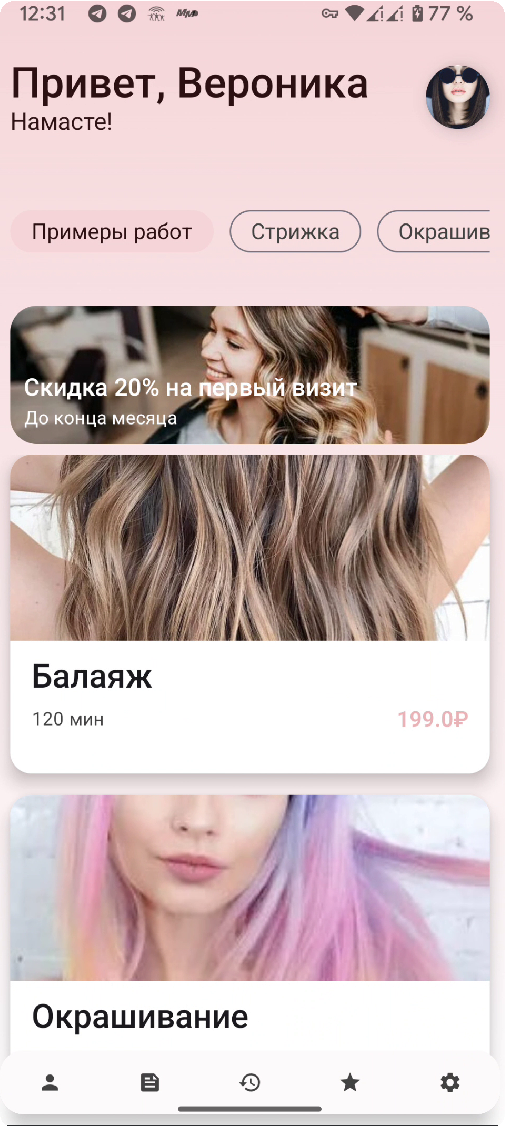 12:31 77 %
Привет, Вероника
Намасте!
Примеры работ Стрижка Окрашив
Скидка 20% на первый визит
До конца месяца
Балаяж
120 мин 199.0₽
Окрашивание